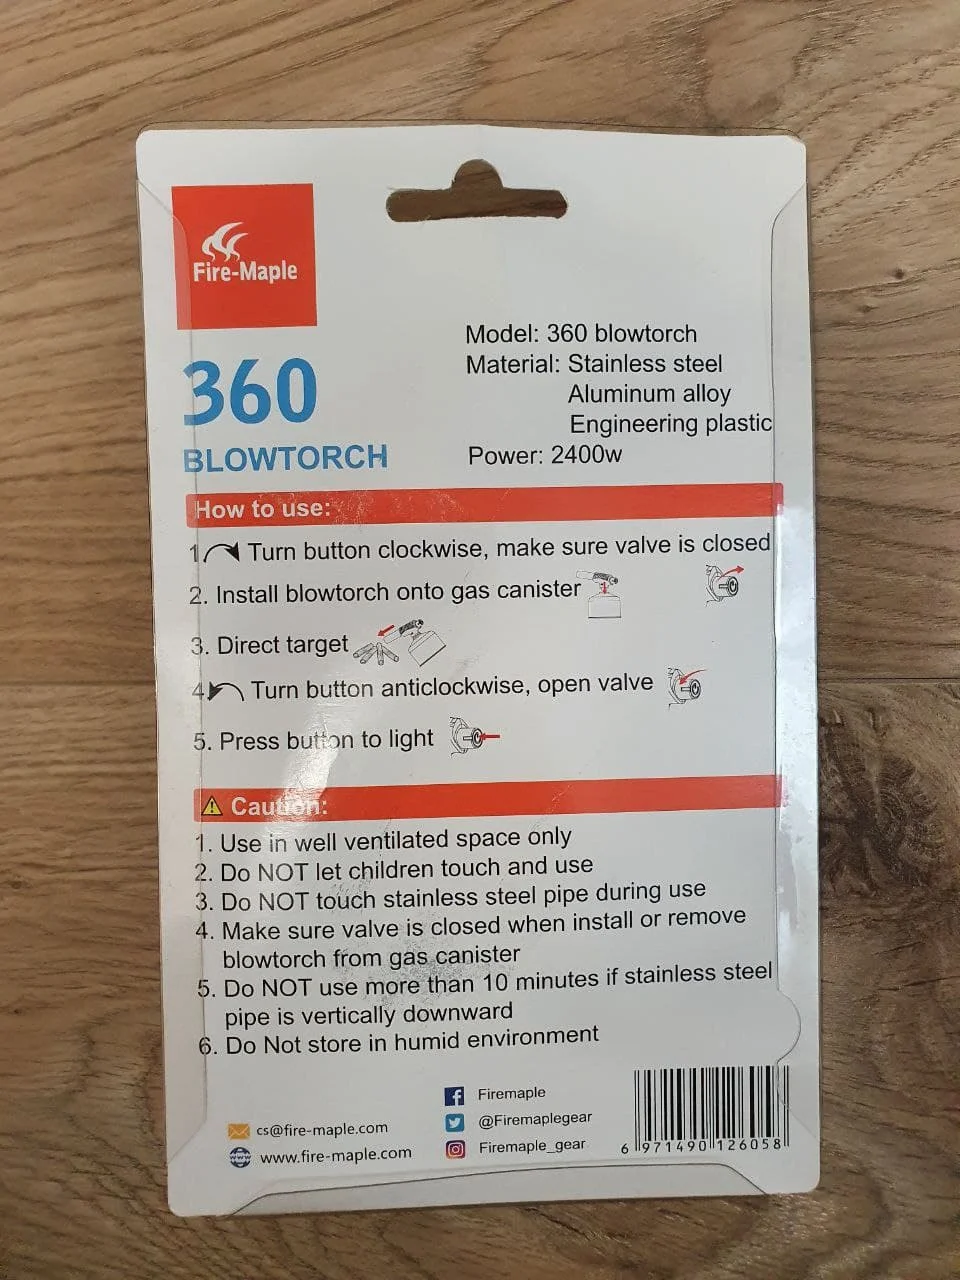 Fire-Maple
360
BLOWTORCH
Model: 360 blowtorch
Material: Stainless steel
Aluminum alloy
Engineering plastic
Power: 2400w
How to use:
1 Turn button clockwise, make sure valve is closed
2. Install blowtorch onto gas canister
3. Direct target
4 Turn button anticlockwise, open valve
5. Press button to light
Caution:
1. Use in well ventilated space only
2. Do NOT let children touch and use
3. Do NOT touch stainless steel pipe during use
4. Make sure valve is closed when install or remove
blowtorch from gas canister
5. Do NOT use more than 10 minutes if stainless steel
pipe is vertically downward
6. Do Not store in humid environment
cs@fire-maple.com
www.fire-maple.com
Firemaple
@Firemaplegear
Firemaple_gear
6 971490 126058